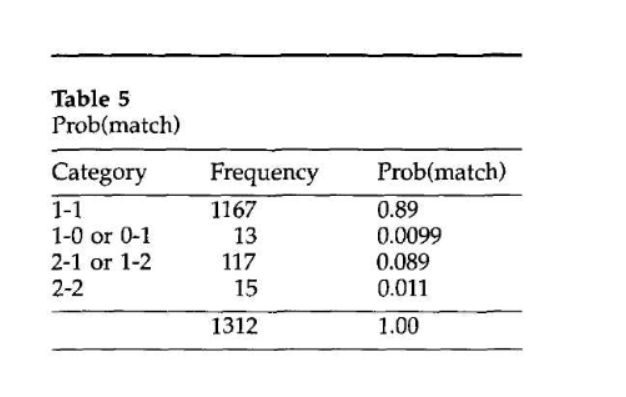 Table 5
Prob(match)
Category Frequency Prob(match)
1-1 1167 0.89
1-0 or 0-1 13 0.0099
2-1 or 1-2 117 0.089
2-2 15 0.011
1312 1.00